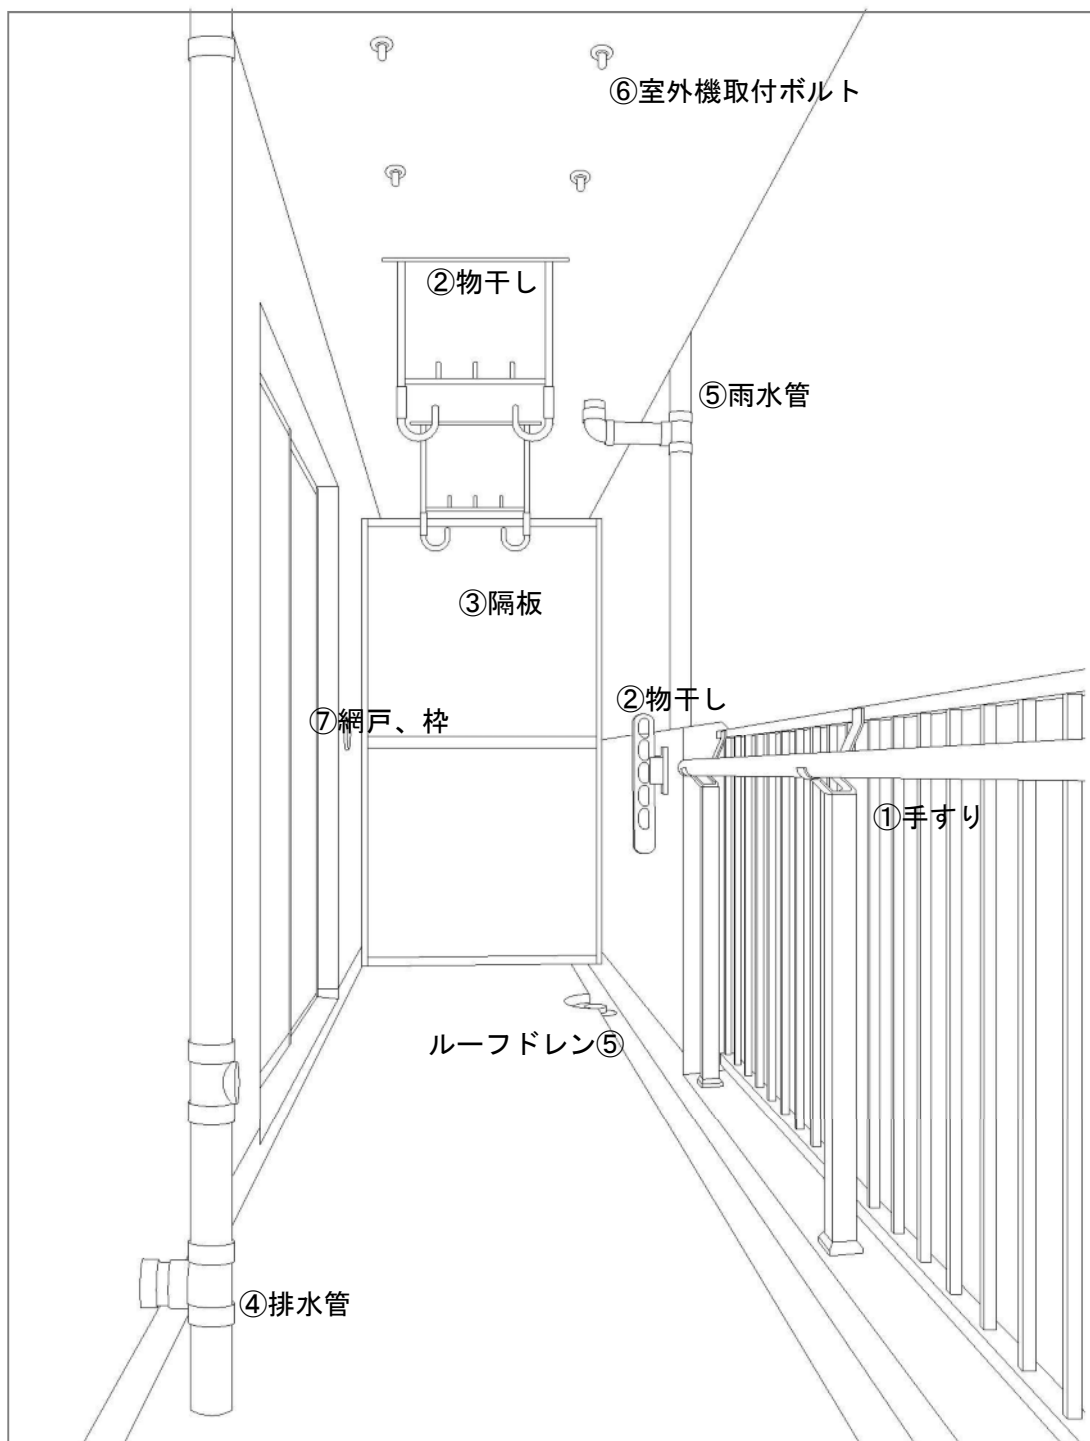 ⑥室外機取付ボルト
②物干し
⑤雨水管
③隔板
②物干し
⑦網戸、枠
①手すり
ルーフドレン⑤
④排水管